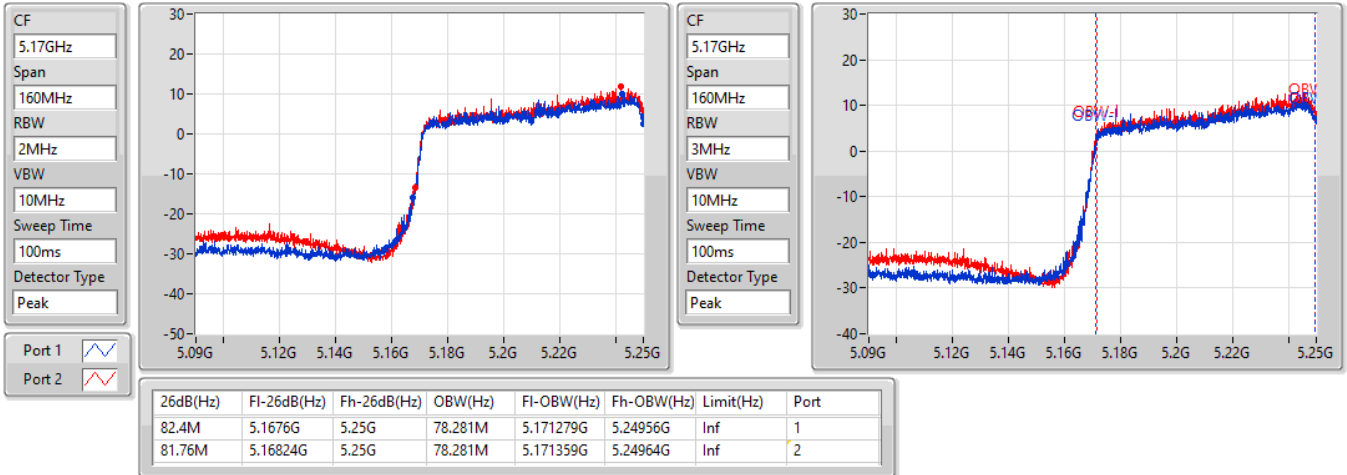 CF
5.17GHz
Span
160MHz
RBW
2MHz
VBW
10MHz
Sweep Time
100ms
Detector Type
Peak
Port 1
Port 2
30
20
10
0
-10
-20
-30
-40
-50
5.09G 5.12G 5.14G 5.16G 5.18G 5.2G 5.22G 5.25G
CF
5.17GHz
Span
160MHz
RBW
3MHz
VBW
10MHz
Sweep Time
100ms
Detector Type
Peak
30
20
10
0
-10
-20
-30
-40
OBW-l
OBW
5.09G 5.12G 5.14G 5.16G 5.18G 5.2G 5.22G 5.25G
26dB(Hz) Fl-26dB(Hz) Fh-26dB(Hz) OBW(Hz) Fl-OBW(Hz) Fh-OBW(Hz) Limit(Hz) Port
82.4M 5.1676G 5.25G 78.281M 5.171279G 5.24956G Inf 1
81.76M 5.16824G 5.25G 78.281M 5.171359G 5.24964G Inf 2